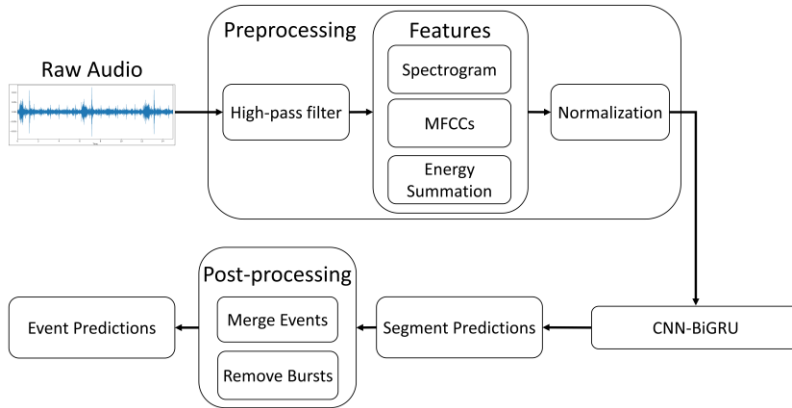 Preprocessing
Features
Raw Audio
Spectrogram
High-pass filter
MFCCs
Normalization
Energy
Summation
Post-processing
Event Predictions
Merge Events
Segment Predictions
CNN-BiGRU
Remove Bursts